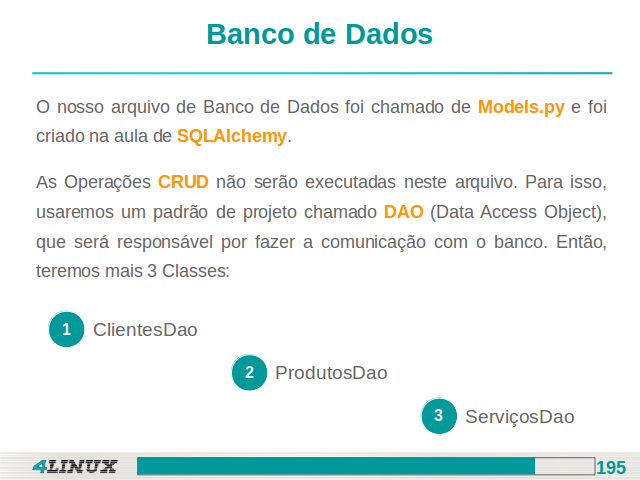 Banco de Dados
O nosso arquivo de Banco de Dados foi chamado de Models.py e foi
criado na aula de SQLAlchemy.
As Operações CRUD não serão executadas neste arquivo. Para isso,
usaremos um padrão de projeto chamado DAO (Data Access Object),
que será responsável por fazer a comunicação com o banco. Então,
teremos mais 3 Classes:
1 ClientesDao
2 ProdutosDao
3 ServiçosDao
4LINUX 195